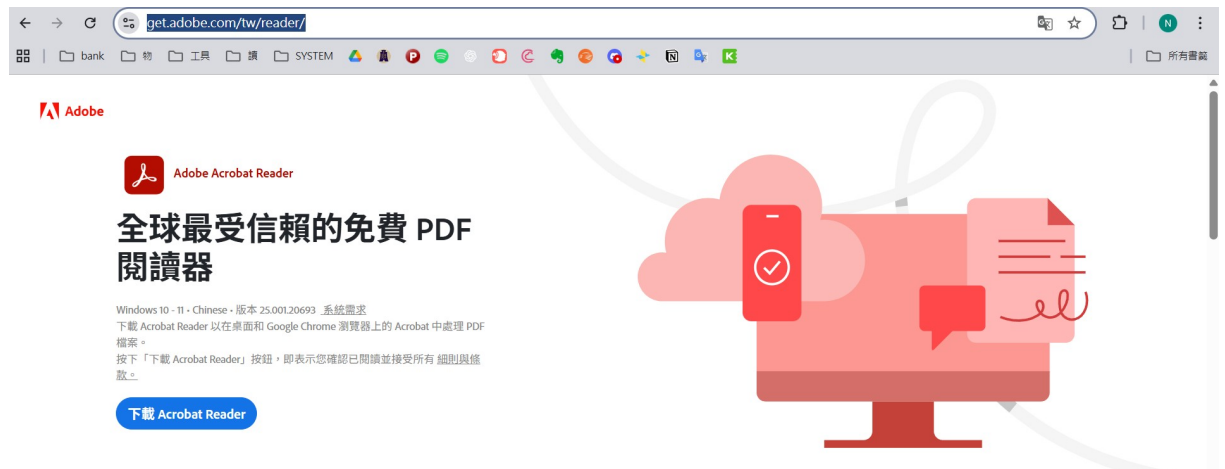 get.adobe.com/tw/reader/
N
bank
物
工具
讀
SYSTEM
所有書籤
Adobe
Adobe Acrobat Reader
全球最受信賴的免費 PDF
閱讀器
Windows 10 - 11 • Chinese • 版本 25.001.20693 系統需求
下載 Acrobat Reader 以在桌面和 Google Chrome 瀏覽器上的 Acrobat 中處理 PDF
檔案。
按下「下載 Acrobat Reader」按鈕，即表示您確認已閱讀並接受所有 細則與條
款。
下載 Acrobat Reader